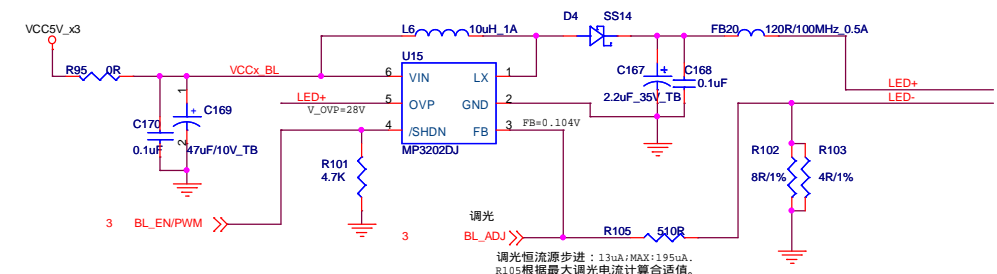 VCC5V_x3
R95
0R
VCCx_BL
L6
10uH_1A
D4
SS14
FB20
120R/100MHz_0.5A
U15
6
VIN
LX
1
5
OVP
GND
2
4
/SHDN
FB
3
MP3202DJ
LED+
V_OVP=28V
FB=0.104V
1
C169
2
47uF/10V_TB
C170
0.1uF
C167
2.2uF_35V_TB
C168
0.1uF
LED+
LED-
R101
4.7K
R102
8R/1%
R103
4R/1%
3
BL_EN/PWM
调光
3
BL_ADJ
R105
510R
调光恒流源步进：13uA;MAX:195uA.
R105根据最大调光电流计算合适值。